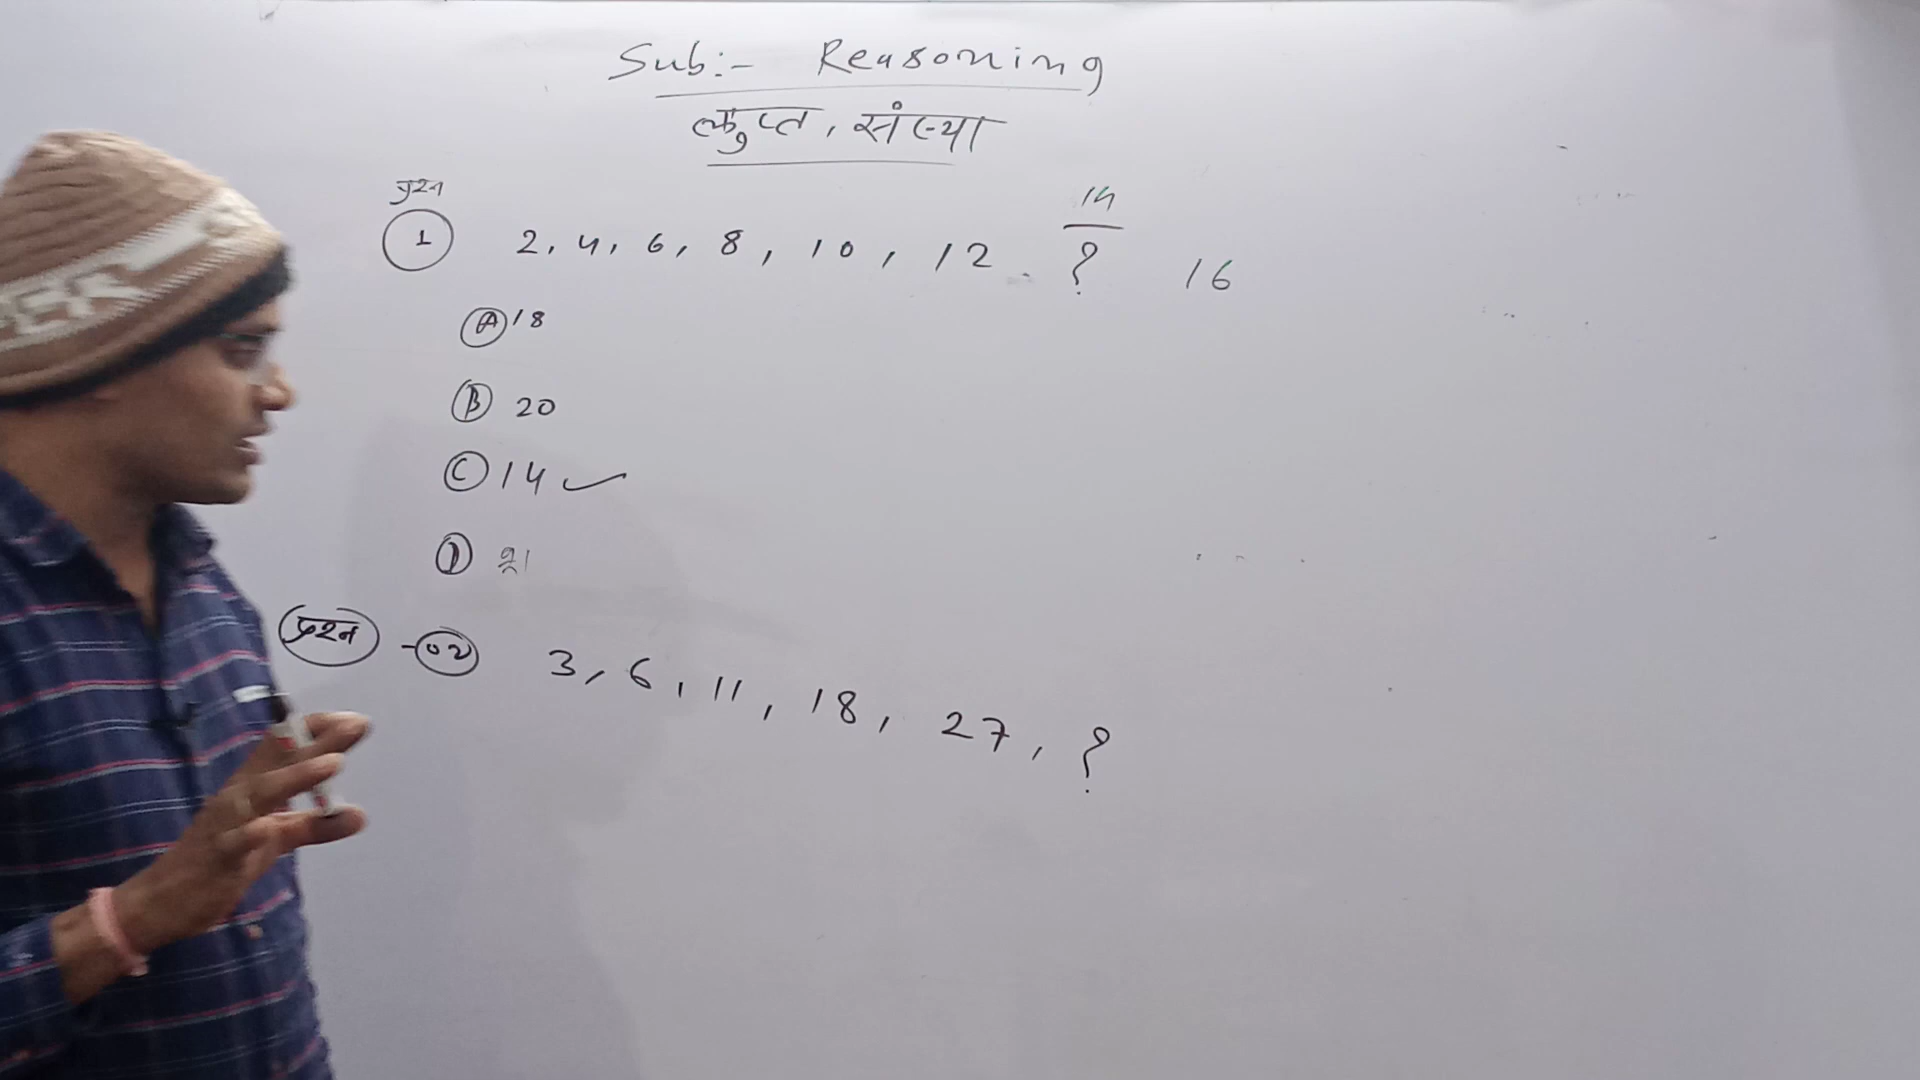 Sub:- Reasoning
लुप्त, संख्या
प्रश्न
14
1 2, 4, 6, 8, 10, 12 ? 16
A 18
B 20
C 14 ✓
D 21
प्रश्न -02 3, 6, 11, 18, 27, ?